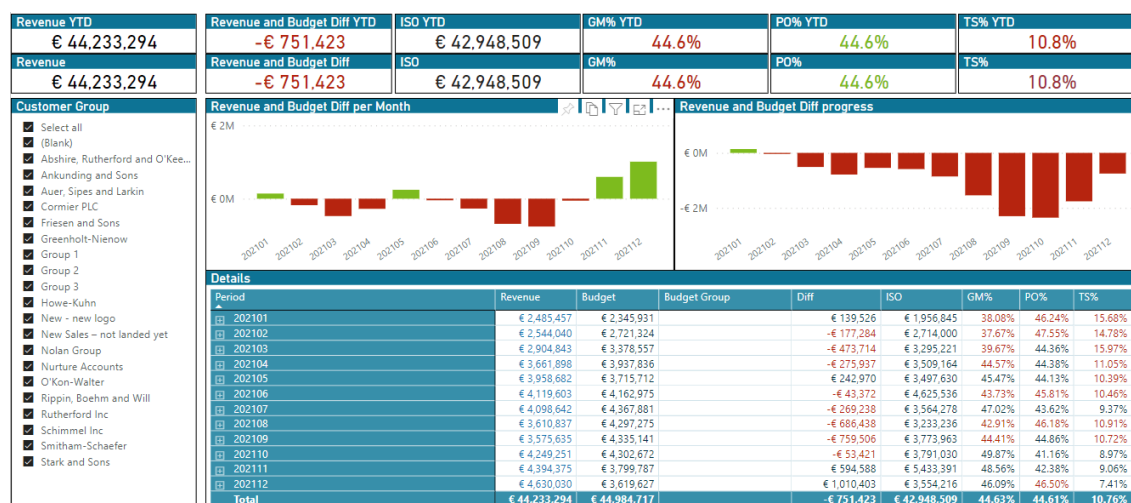 Revenue YTD
€ 44,233,294
Revenue and Budget Diff YTD
-€ 751,423
ISO YTD
€ 42,948,509
GM% YTD
44.6%
PO% YTD
44.6%
TS% YTD
10.8%
Revenue
€ 44,233,294
Revenue and Budget Diff
-€ 751,423
ISO
€ 42,948,509
GM%
44.6%
PO%
44.6%
TS%
10.8%
Customer Group
Select all
(Blank)
Abshire, Rutherford and O'Kee...
Ankunding and Sons
Auer, Sipes and Larkin
Cormier PLC
Friesen and Sons
Greenholt-Nienow
Group 1
Group 2
Group 3
Howe-Kuhn
New - new logo
New Sales – not landed yet
Nolan Group
Nurture Accounts
O'Kon-Walter
Rippin, Boehm and Will
Rutherford Inc
Schimmel Inc
Smitham-Schaefer
Stark and Sons
Revenue and Budget Diff per Month
€ 2M
€ 0M
202101 202102 202103 202104 202105 202106 202107 202108 202109 202110 202111 202112
Revenue and Budget Diff progress
€ 0M
-€ 2M
202101 202102 202103 202104 202105 202106 202107 202108 202109 202110 202111 202112
Details
Period Revenue Budget Budget Group Diff ISO GM% PO% TS%
202101 € 2,485,457 € 2,345,931 € 139,526 € 1,956,845 38.08% 46.24% 15.68%
202102 € 2,544,040 € 2,721,324 -€ 177,284 € 2,714,000 37.67% 47.55% 14.78%
202103 € 2,904,843 € 3,378,557 -€ 473,714 € 3,295,221 39.67% 44.36% 15.97%
202104 € 3,661,898 € 3,937,836 -€ 275,937 € 3,509,164 44.57% 44.38% 11.05%
202105 € 3,958,682 € 3,715,712 € 242,970 € 3,497,630 45.47% 44.13% 10.39%
202106 € 4,119,603 € 4,162,975 -€ 43,372 € 4,625,536 43.73% 45.81% 10.46%
202107 € 4,098,642 € 4,367,881 -€ 269,238 € 3,564,278 47.02% 43.62% 9.37%
202108 € 3,610,837 € 4,297,275 -€ 686,438 € 3,233,236 42.91% 46.18% 10.91%
202109 € 3,575,635 € 4,335,141 -€ 759,506 € 3,773,963 44.41% 44.86% 10.72%
202110 € 4,249,251 € 4,302,672 -€ 53,421 € 3,791,030 49.87% 41.16% 8.97%
202111 € 4,394,375 € 3,799,787 € 594,588 € 5,433,391 48.56% 42.38% 9.06%
202112 € 4,630,030 € 3,619,627 € 1,010,403 € 3,554,216 46.09% 46.50% 7.41%
Total € 44,233,294 € 44,984,717 -€ 751,423 € 42,948,509 44.63% 44.61% 10.76%